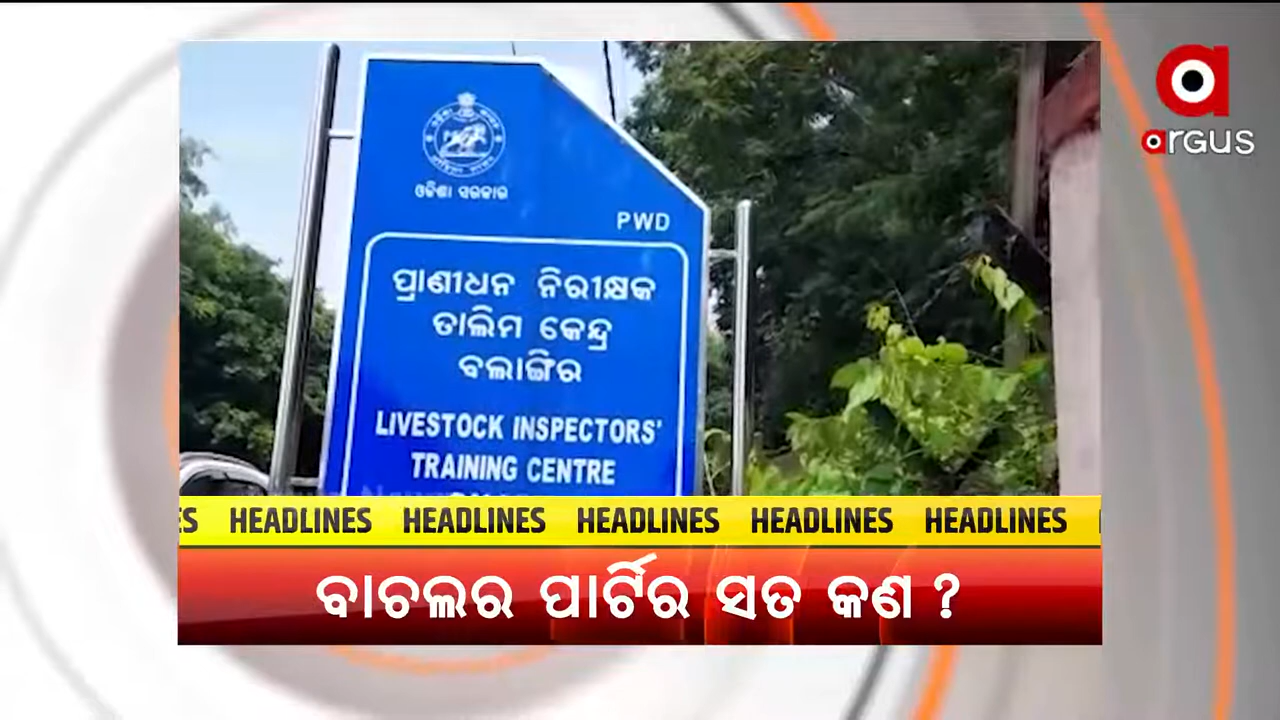 argus
ଓଡିଶା ସରକାର
PWD
ପ୍ରାଣୀଧନ ନିରୀକ୍ଷକ
ତାଲିମ କେନ୍ଦ୍ର
ବଲାଙ୍ଗିର
LIVESTOCK INSPECTORS'
TRAINING CENTRE
HEADLINES HEADLINES HEADLINES HEADLINES HEADLINES
ବାଚଲର ପାର୍ଟିର ସତ କଣ ?